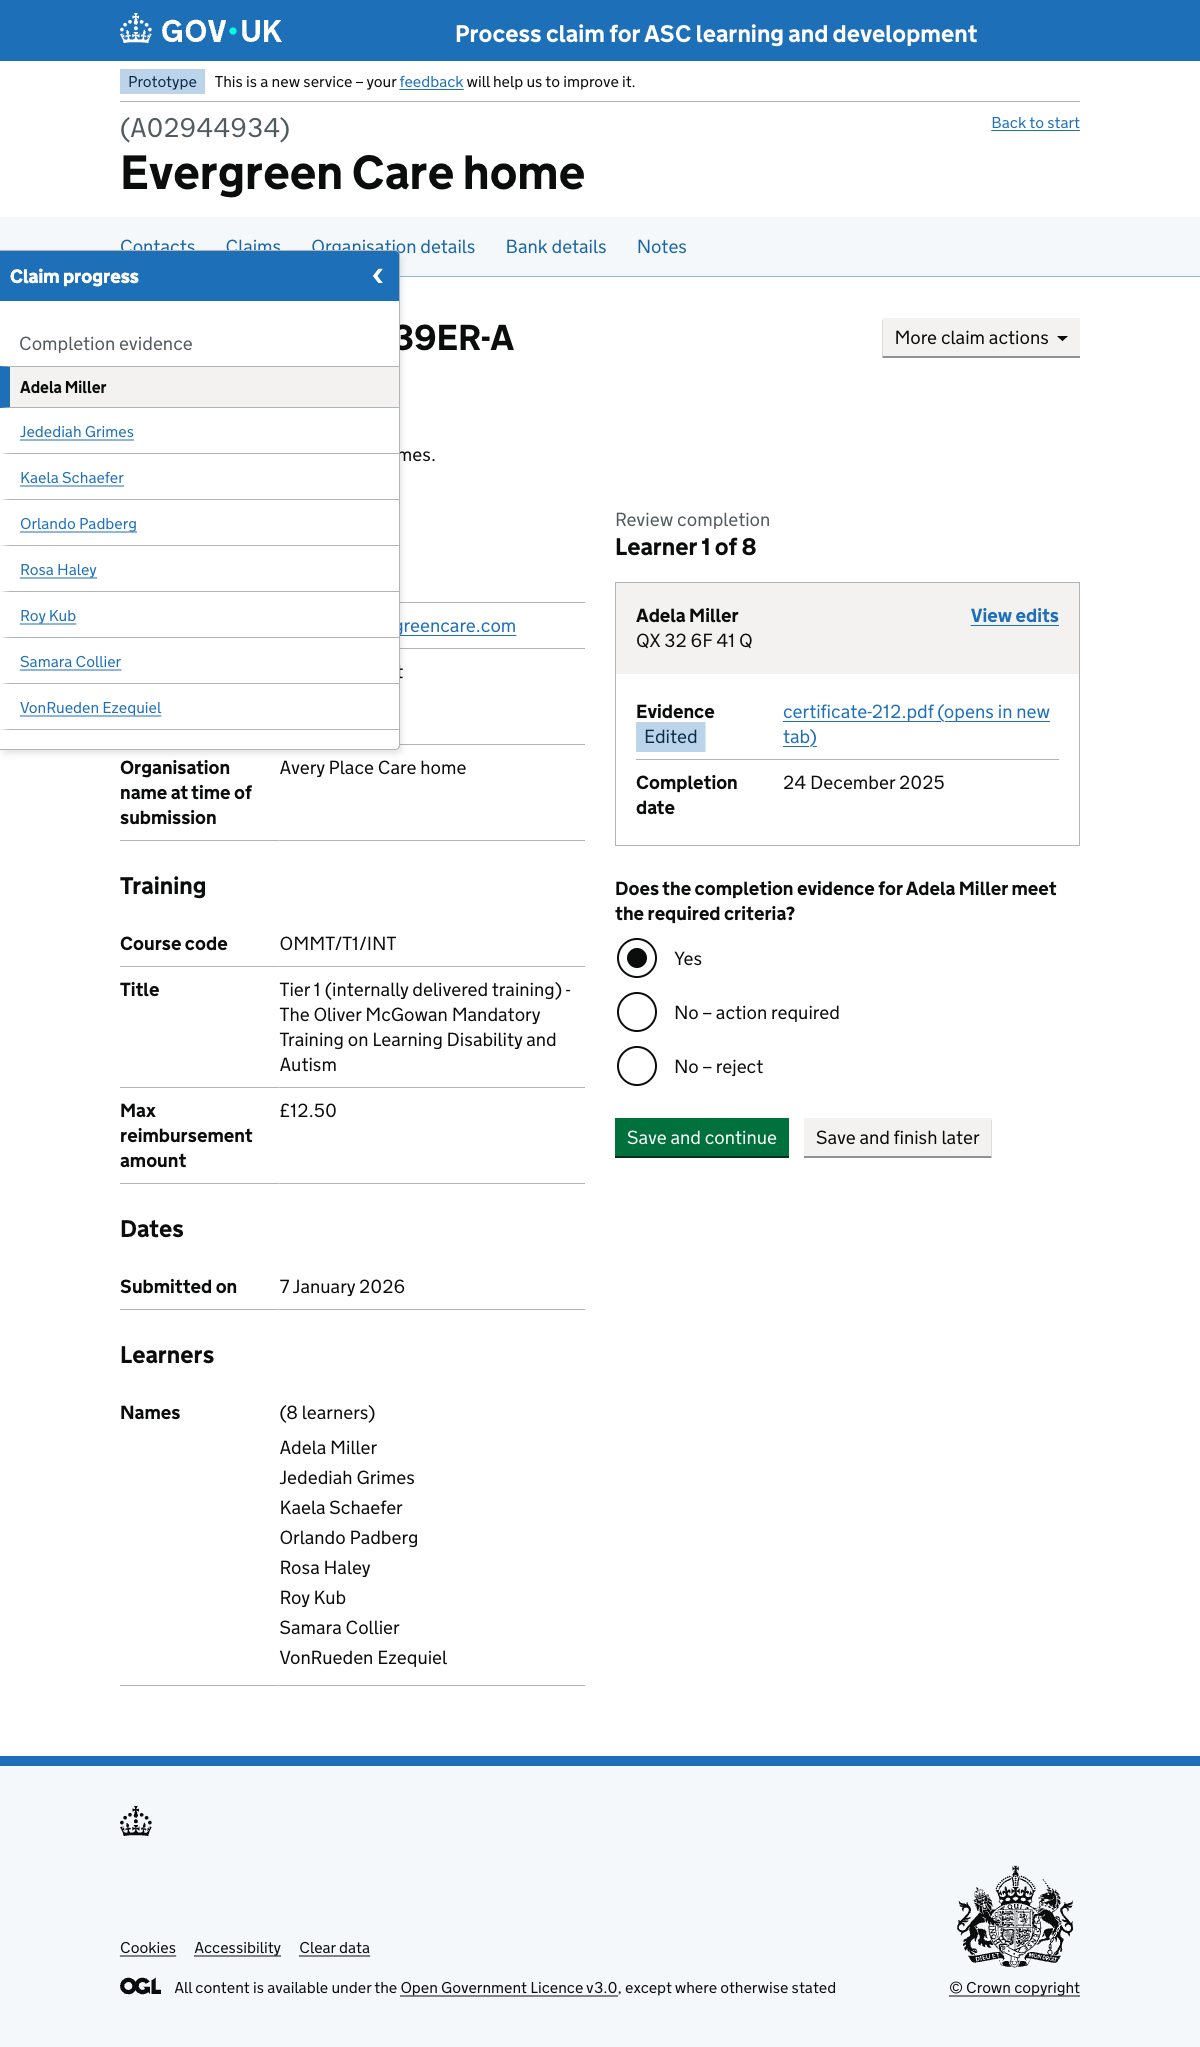 GOV•UK
Process claim for ASC learning and development
Prototype This is a new service – your feedback will help us to improve it.
(A02944934)
Back to start
Evergreen Care home
Contacts Claims Organisation details Bank details Notes
Claim progress
Completion evidence
Adela Miller
Jedediah Grimes
Kaela Schaefer
Orlando Padberg
Rosa Haley
Roy Kub
Samara Collier
VonRueden Ezequiel
39ER-A
More claim actions
mes.
greencare.com
Organisation name at time of submission
Avery Place Care home
Training
Course code
OMMT/T1/INT
Title
Tier 1 (internally delivered training) -
The Oliver McGowan Mandatory
Training on Learning Disability and
Autism
Max reimbursement amount
£12.50
Dates
Submitted on
7 January 2026
Learners
Names
(8 learners)
Adela Miller
Jedediah Grimes
Kaela Schaefer
Orlando Padberg
Rosa Haley
Roy Kub
Samara Collier
VonRueden Ezequiel
Review completion
Learner 1 of 8
Adela Miller
View edits
QX 32 6F 41 Q
Evidence
Edited
certificate-212.pdf (opens in new
tab)
Completion date
24 December 2025
Does the completion evidence for Adela Miller meet
the required criteria?
Yes
No – action required
No – reject
Save and continue
Save and finish later
Cookies Accessibility Clear data
OGL All content is available under the Open Government Licence v3.0, except where otherwise stated
© Crown copyright